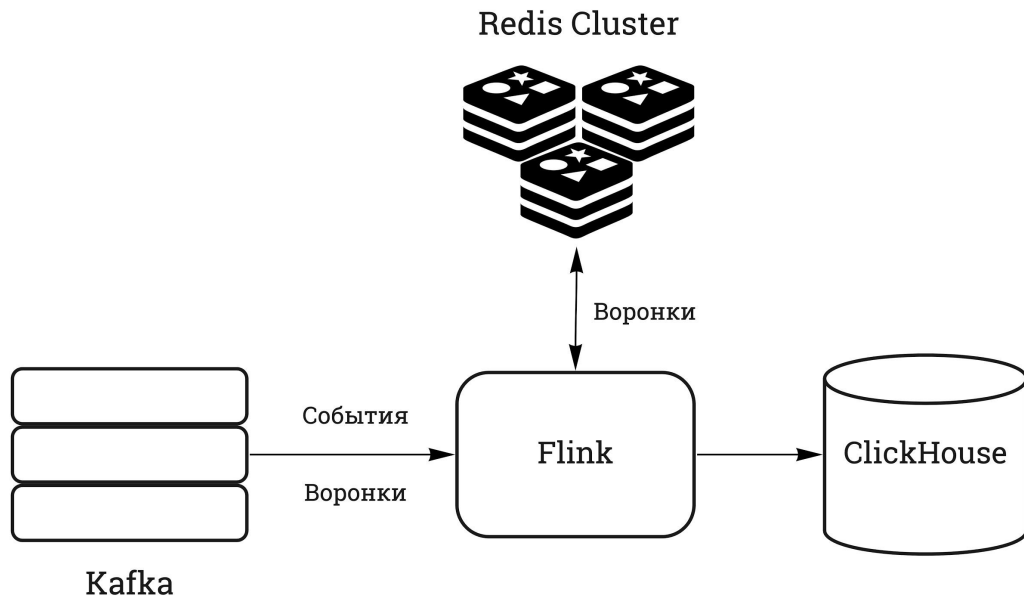 Redis Cluster
Воронки
События
Flink
ClickHouse
Воронки
Kafka